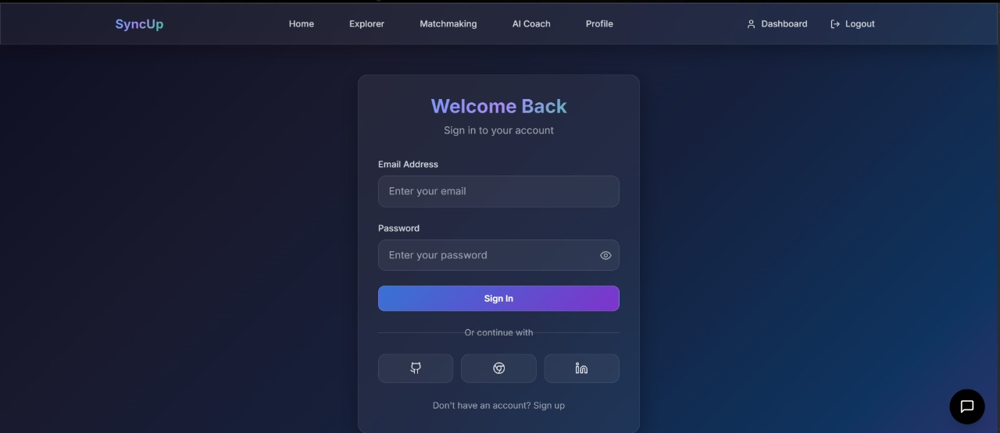 SyncUp Home Explorer Matchmaking AI Coach Profile Dashboard Logout
Welcome Back
Sign in to your account
Email Address
Enter your email
Password
Enter your password
Sign In
Or continue with
Don't have an account? Sign up